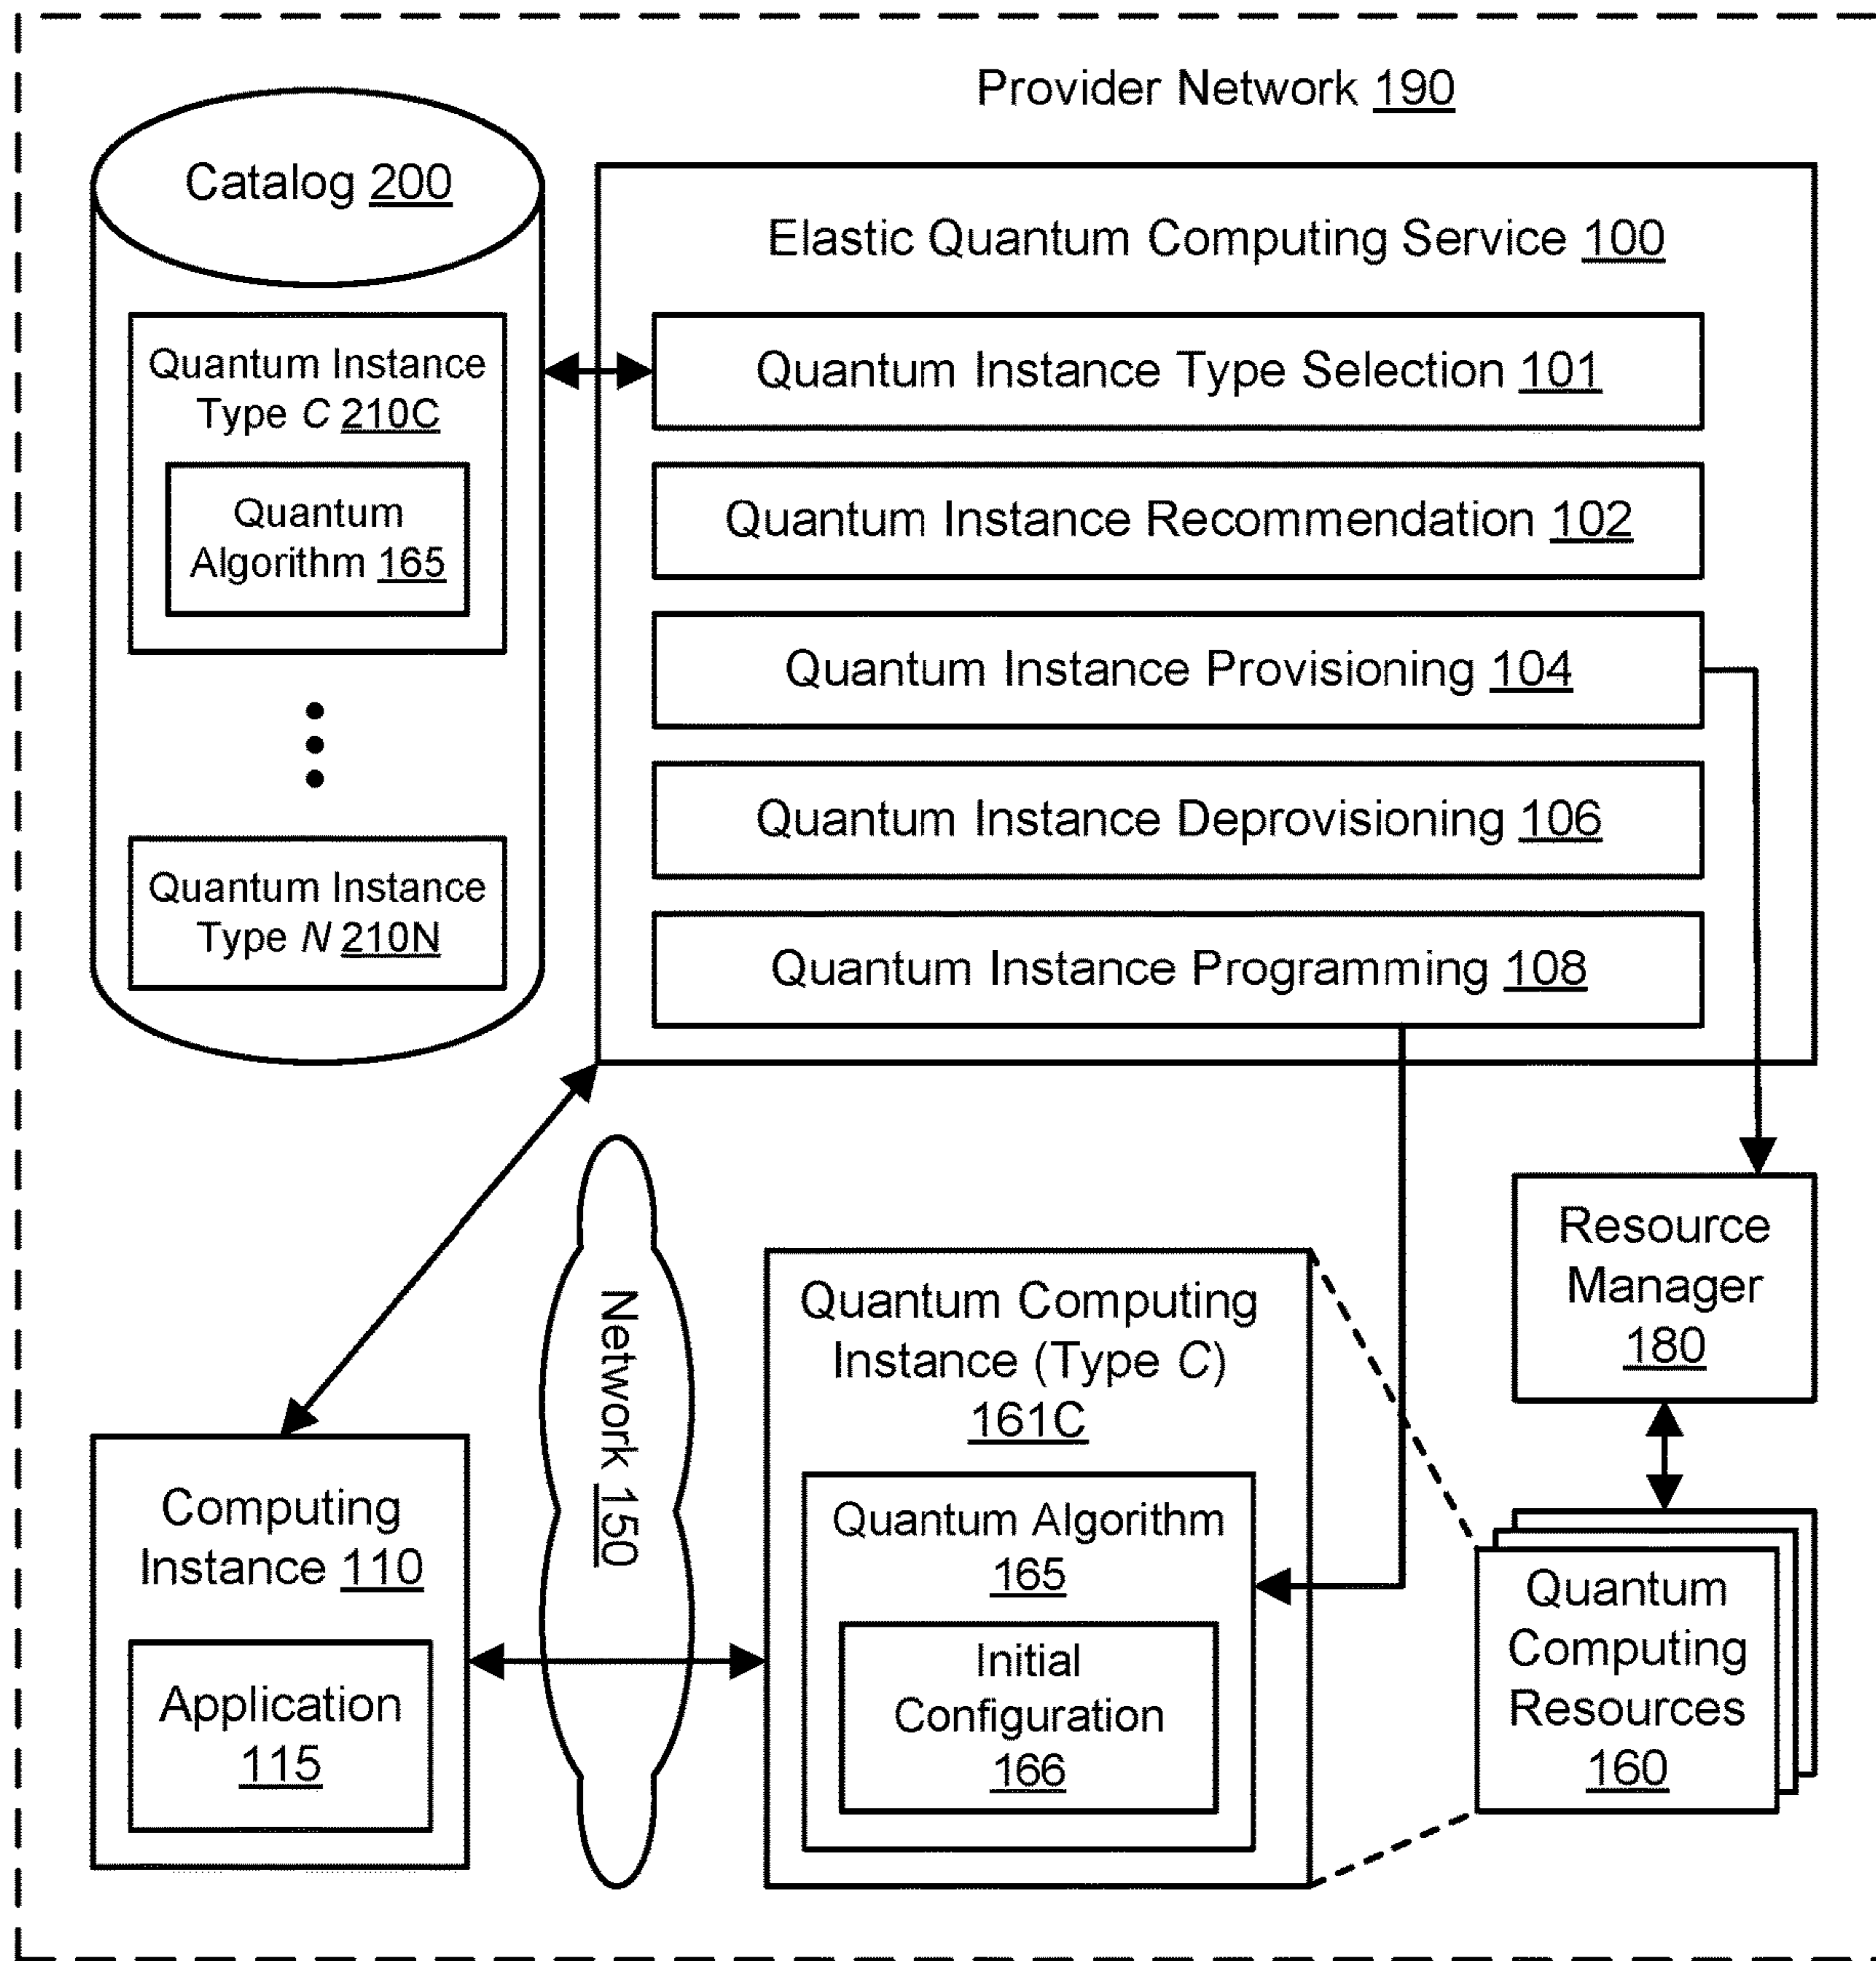 Provider Network 190
Catalog 200
Quantum Instance
Type C 210C
Quantum
Algorithm 165
Quantum Instance
Type N 210N
Elastic Quantum Computing Service 100
Quantum Instance Type Selection 101
Quantum Instance Recommendation 102
Quantum Instance Provisioning 104
Quantum Instance Deprovisioning 106
Quantum Instance Programming 108
Resource
Manager
180
Computing
Instance 110
Application
115
Network 150
Quantum Computing
Instance (Type C)
161C
Quantum Algorithm
165
Initial
Configuration
166
Quantum
Computing
Resources
160